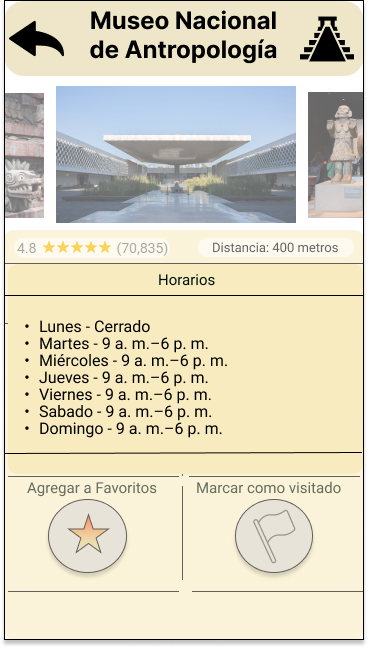 Museo Nacional
de Antropología
4.8 ★★★★★ (70,835)
Distancia: 400 metros
Horarios
• Lunes - Cerrado
• Martes - 9 a. m.–6 p. m.
• Miércoles - 9 a. m.–6 p. m.
• Jueves - 9 a. m.–6 p. m.
• Viernes - 9 a. m.–6 p. m.
• Sabado - 9 a. m.–6 p. m.
• Domingo - 9 a. m.–6 p. m.
Agregar a Favoritos
Marcar como visitado